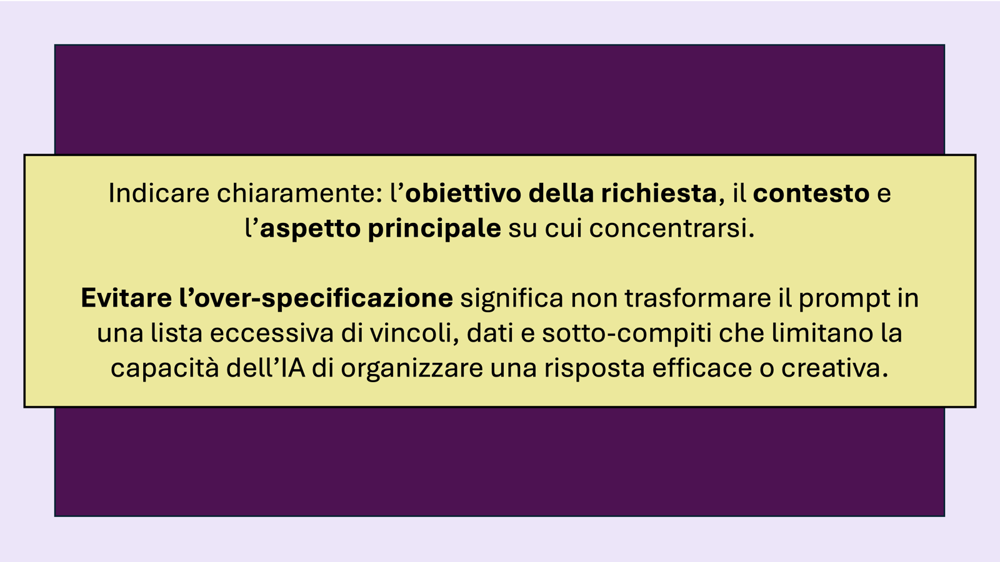 Indicare chiaramente: l’obiettivo della richiesta, il contesto e
l’aspetto principale su cui concentrarsi.
Evitare l’over-specificazione significa non trasformare il prompt in
una lista eccessiva di vincoli, dati e sotto-compiti che limitano la
capacità dell’IA di organizzare una risposta efficace o creativa.